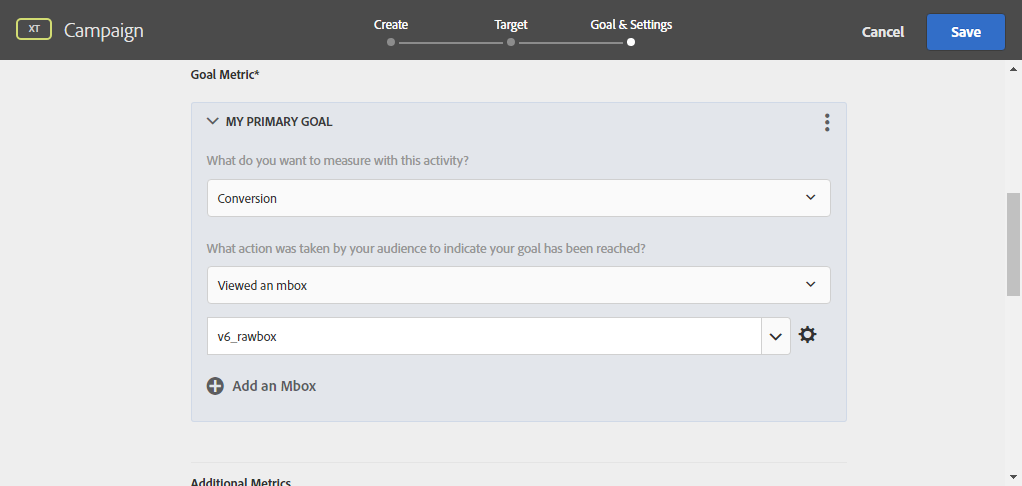 XT Campaign Create Target Goal & Settings Cancel Save
Goal Metric*
MY PRIMARY GOAL
What do you want to measure with this activity?
Conversion
What action was taken by your audience to indicate your goal has been reached?
Viewed an mbox
v6_rawbox
Add an Mbox
Additional Metrics